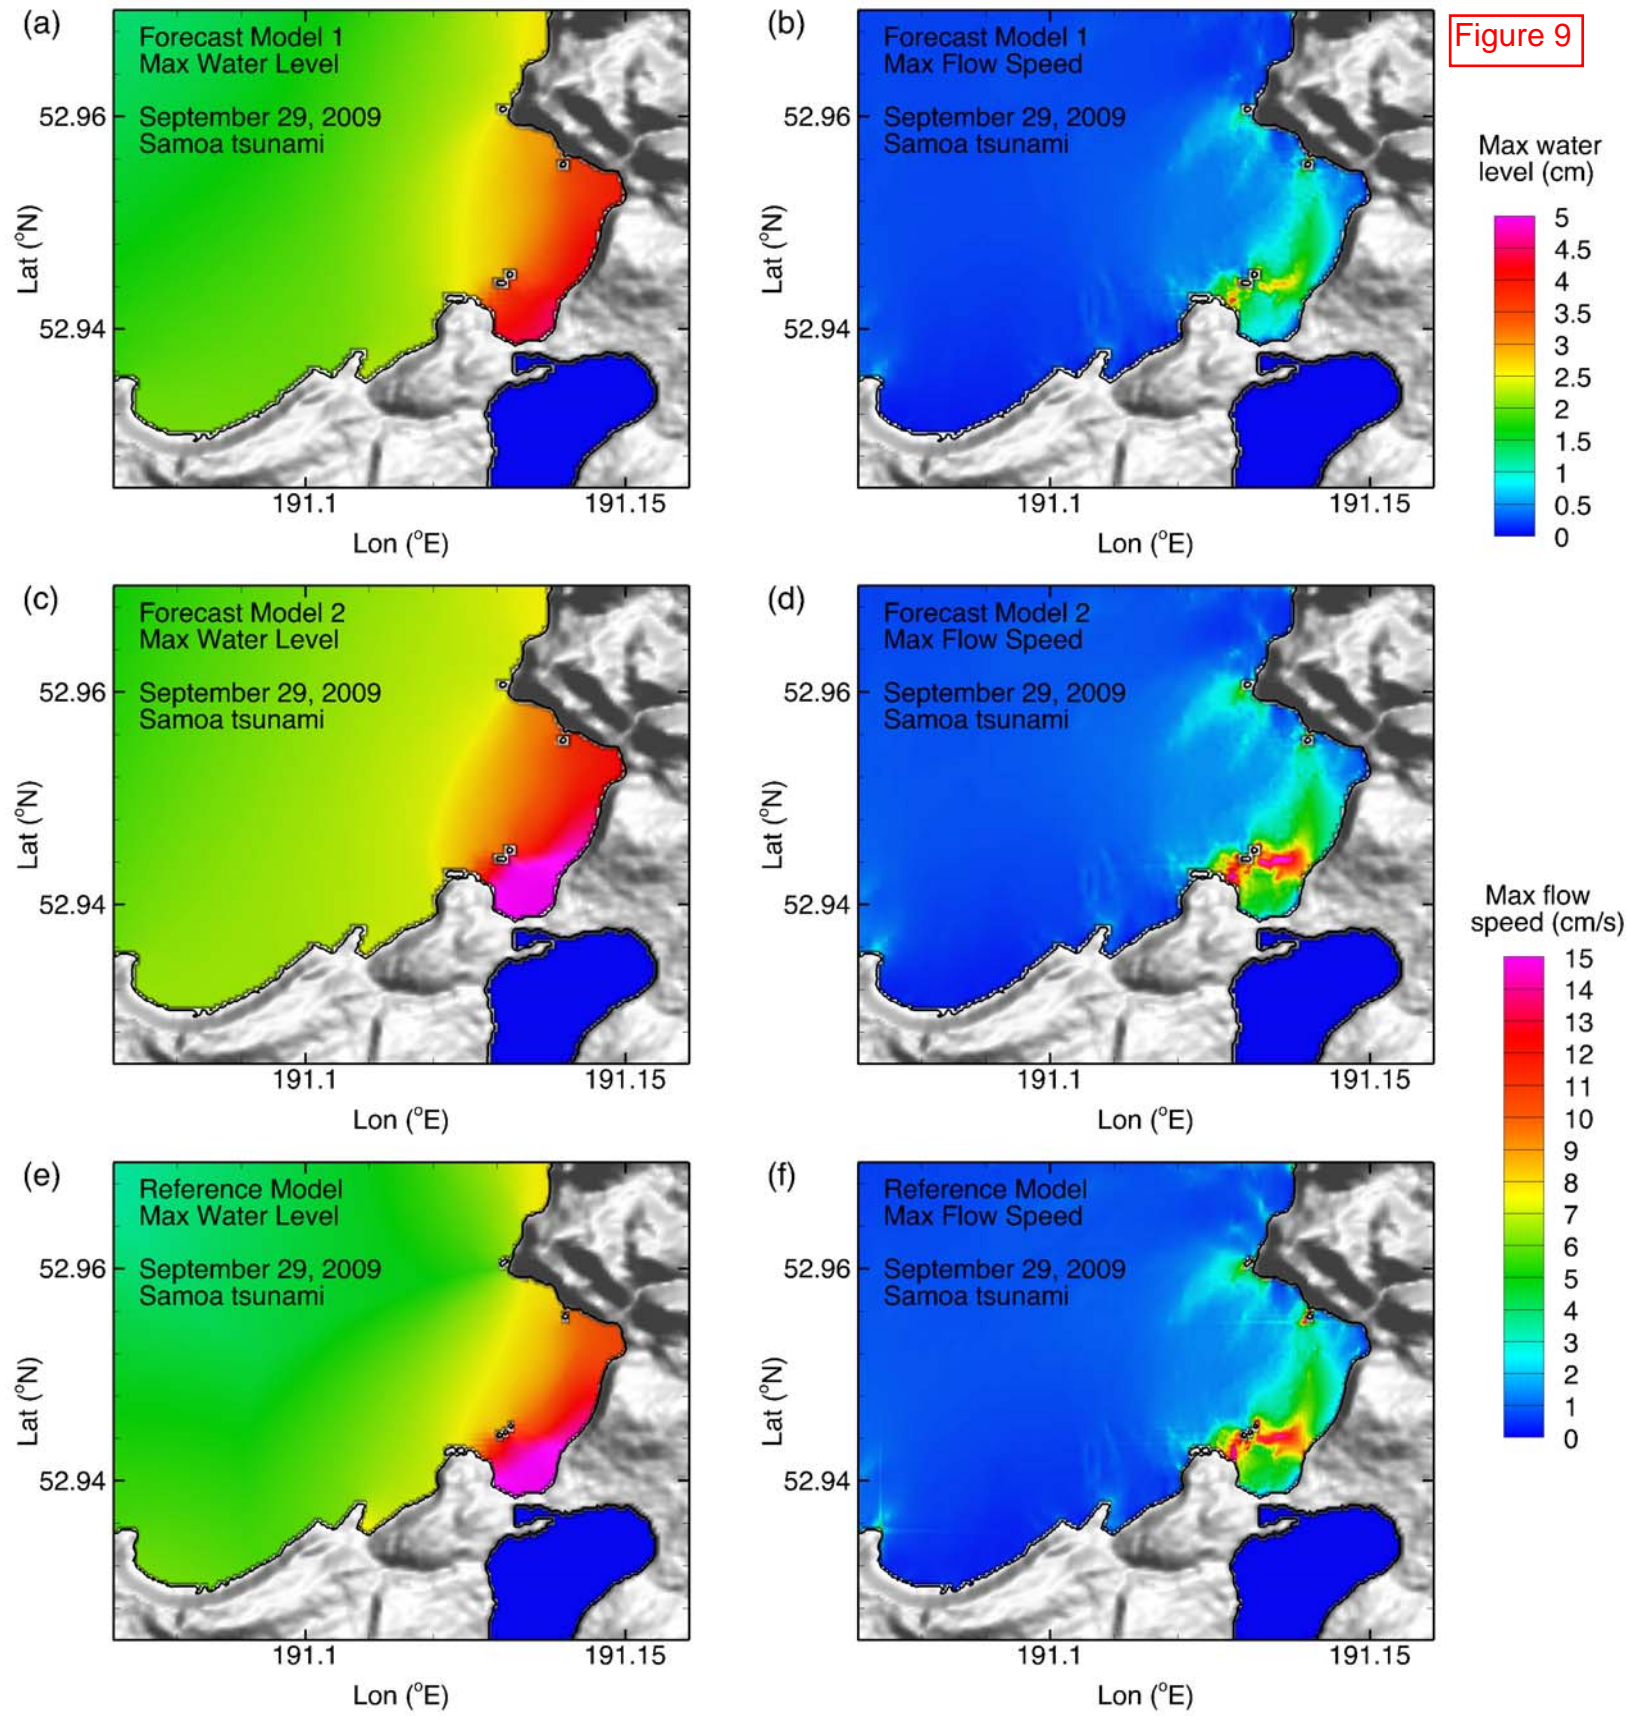 (a)
Forecast Model 1
Max Water Level
September 29, 2009
Samoa tsunami
52.96
52.94
Lat (°N)
191.1
191.15
Lon (°E)
(b)
Forecast Model 1
Max Flow Speed
September 29, 2009
Samoa tsunami
52.96
52.94
Lat (°N)
191.1
191.15
Lon (°E)
Figure 9
Max water
level (cm)
5
4.5
4
3.5
3
2.5
2
1.5
1
0.5
0
(c)
Forecast Model 2
Max Water Level
September 29, 2009
Samoa tsunami
52.96
52.94
Lat (°N)
191.1
191.15
Lon (°E)
(d)
Forecast Model 2
Max Flow Speed
September 29, 2009
Samoa tsunami
52.96
52.94
Lat (°N)
191.1
191.15
Lon (°E)
Max flow
speed (cm/s)
15
14
13
12
11
10
9
8
7
6
5
4
3
2
1
0
(e)
Reference Model
Max Water Level
September 29, 2009
Samoa tsunami
52.96
52.94
Lat (°N)
191.1
191.15
Lon (°E)
(f)
Reference Model
Max Flow Speed
September 29, 2009
Samoa tsunami
52.96
52.94
Lat (°N)
191.1
191.15
Lon (°E)